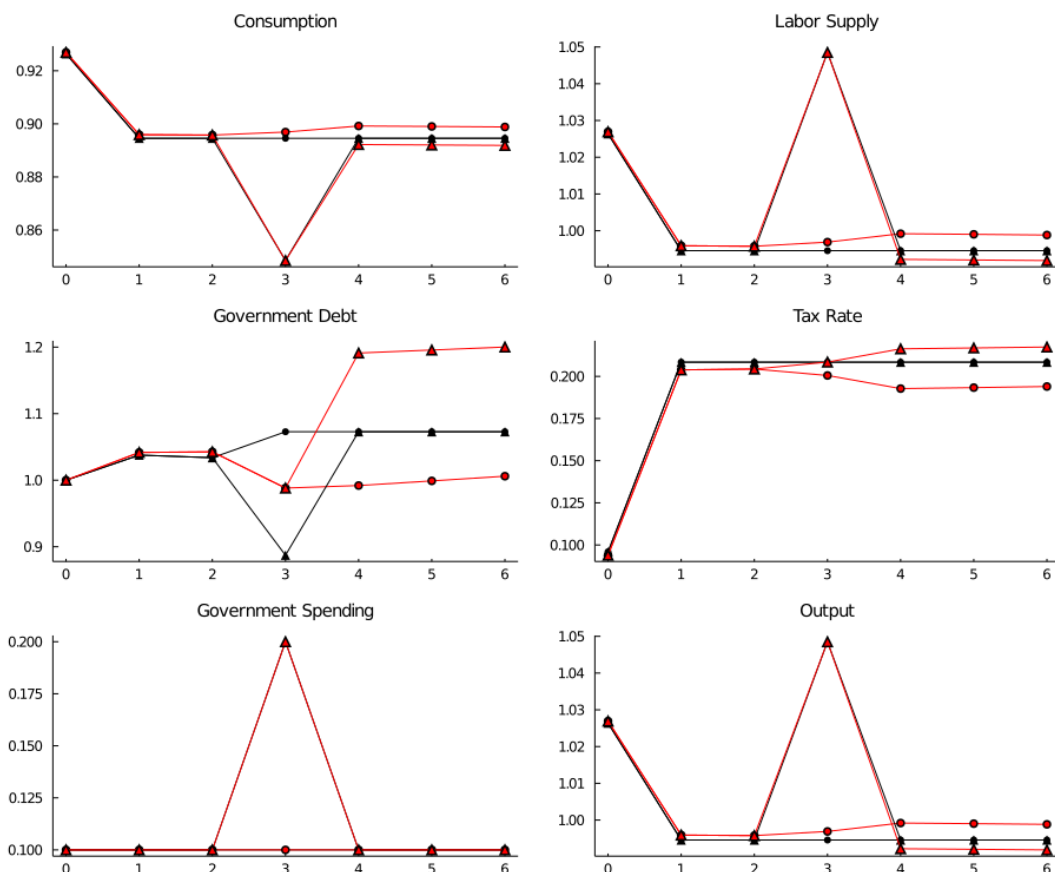 Consumption
Labor Supply
0.92
0.90
0.88
0.86
0 1 2 3 4 5 6
1.05
1.04
1.03
1.02
1.01
1.00
0 1 2 3 4 5 6
Government Debt
Tax Rate
1.2
1.1
1.0
0.9
0 1 2 3 4 5 6
0.200
0.175
0.150
0.125
0.100
0 1 2 3 4 5 6
Government Spending
Output
0.200
0.175
0.150
0.125
0.100
0 1 2 3 4 5 6
1.05
1.04
1.03
1.02
1.01
1.00
0 1 2 3 4 5 6